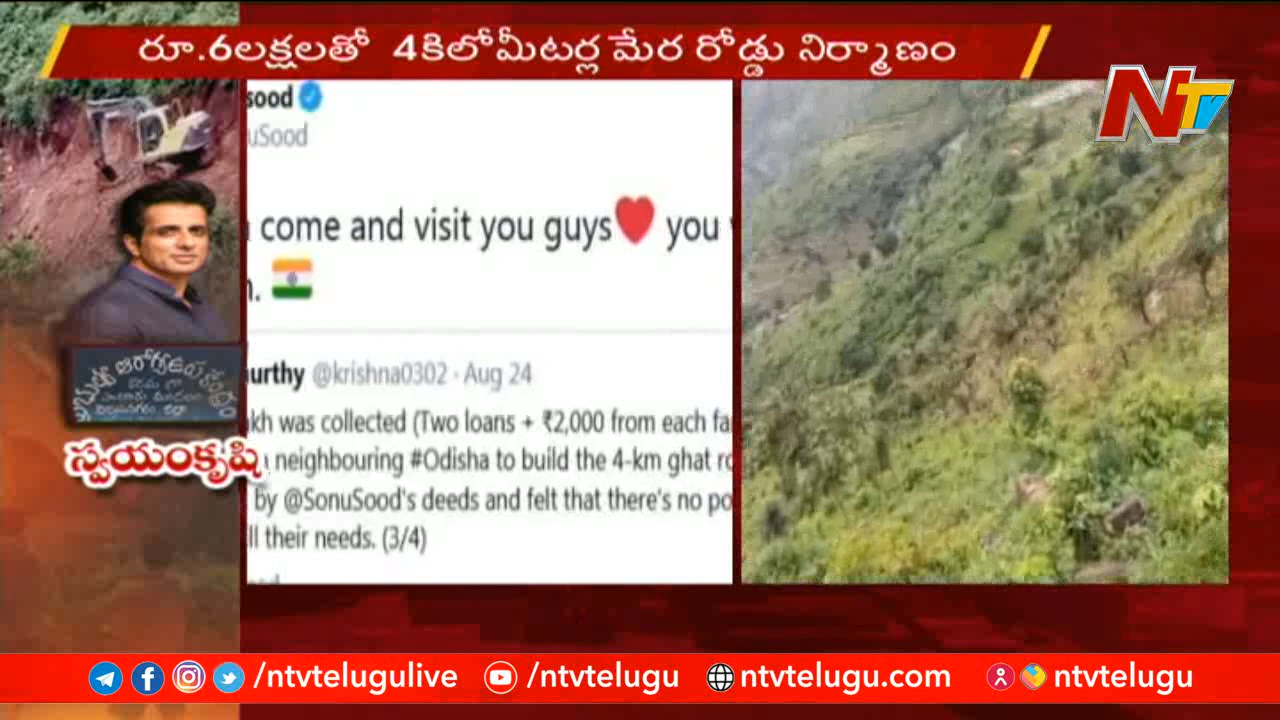 రూ.6లక్షలతో 4కిలోమీటర్ల మేర రోడ్డు నిర్మాణం
NTV
sood
uSood
come and visit you guys❤ you
. 🇮🇳
urthy @krishna0302 · Aug 24
kh was collected (Two loans + ₹2,000 from each fa
neighbouring #Odisha to build the 4-km ghat ro
by @SonuSood's deeds and felt that there's no po
ll their needs. (3/4)
స్వయంకృషి
/ntvtelugulive /ntvtelugu ntvtelugu.com ntvtelugu